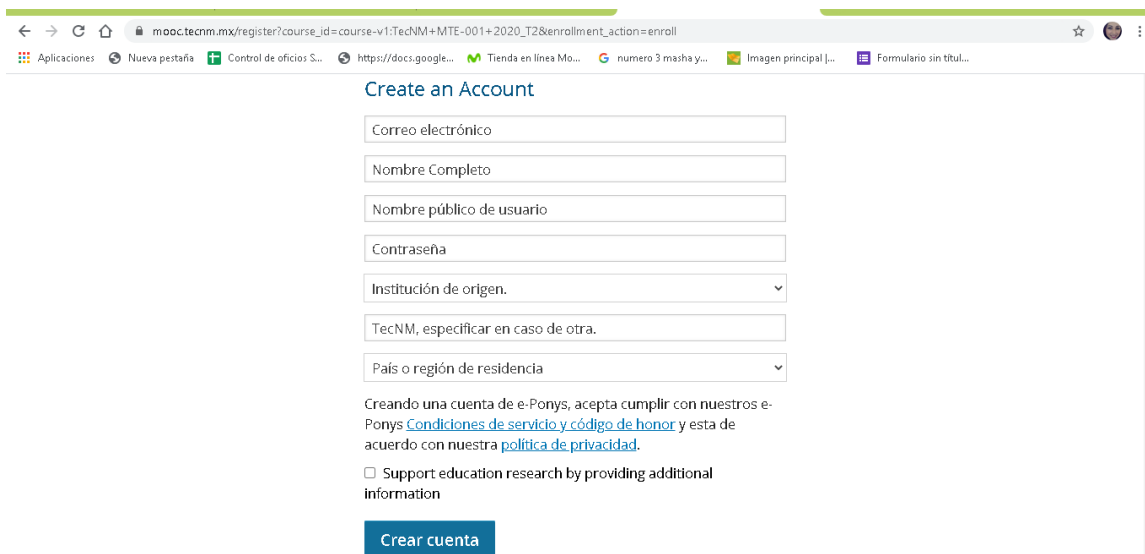 mooc.tecnm.mx/register?course_id=course-v1:TecNM+MTE-001+2020_T2&enrollment_action=enroll
Aplicaciones Nueva pestaña Control de oficios S... https://docs.google... Tienda en línea Mo... numero 3 masha y... Imagen principal |... Formulario sin títul...
Create an Account
Correo electrónico
Nombre Completo
Nombre público de usuario
Contraseña
Institución de origen.
TecNM, especificar en caso de otra.
País o región de residencia
Creando una cuenta de e-Ponys, acepta cumplir con nuestros e-
Ponys Condiciones de servicio y código de honor y esta de
acuerdo con nuestra política de privacidad.
Support education research by providing additional
information
Crear cuenta